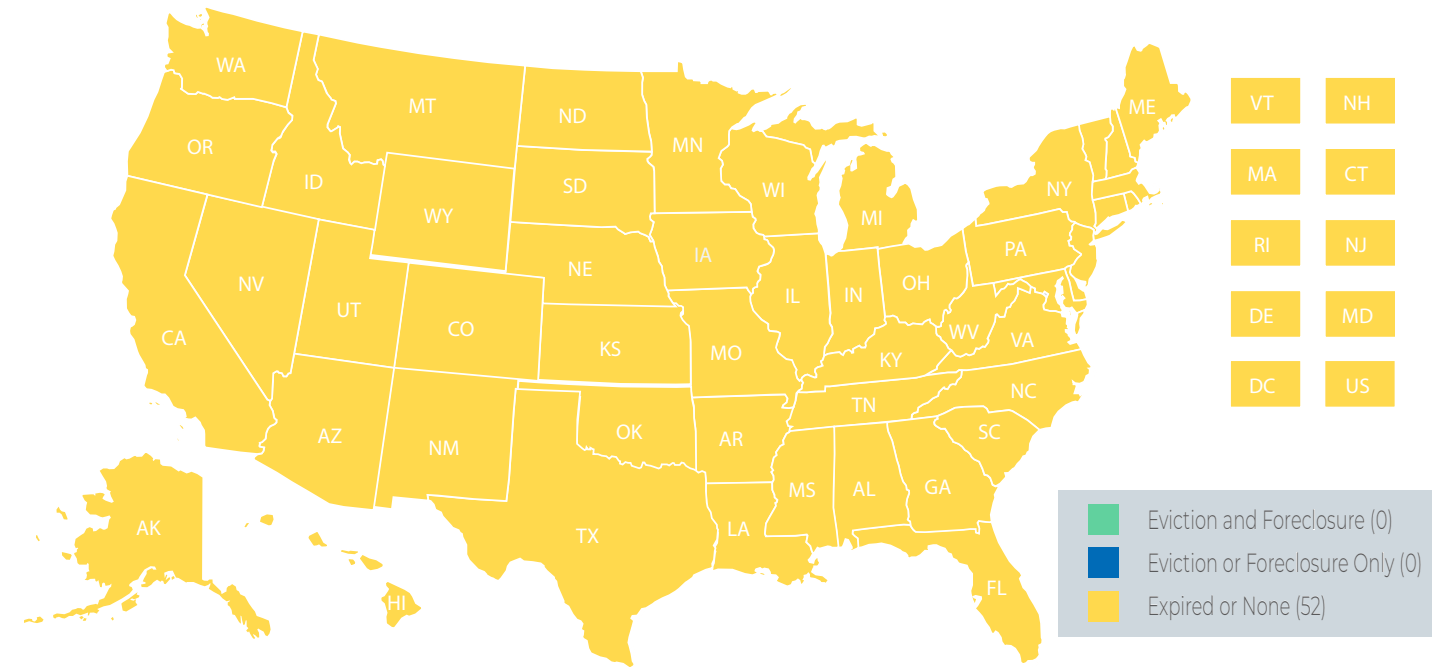 WA
MT
ND
MN
ME
VT
NH
OR
ID
SD
WI
NY
MA
CT
WY
MI
RI
NJ
IA
PA
NE
NV
UT
CO
IL
IN
OH
WV
VA
DE
MD
CA
KS
MO
KY
DC
US
AZ
NM
OK
AR
TN
NC
SC
MS
AL
GA
TX
LA
AK
HI
FL
Eviction and Foreclosure (0)
Eviction or Foreclosure Only (0)
Expired or None (52)